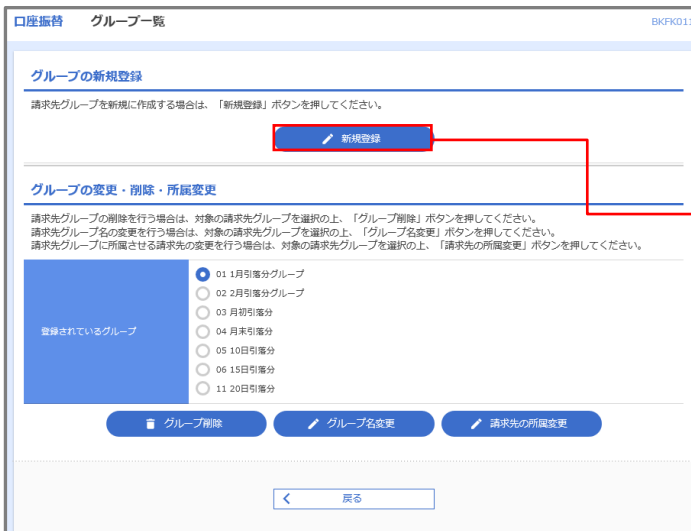 口座振替 グループ一覧 BKFK011
グループの新規登録
請求先グループを新規に作成する場合は、「新規登録」ボタンを押してください。
新規登録
グループの変更・削除・所属変更
請求先グループの削除を行う場合は、対象の請求先グループを選択の上、「グループ削除」ボタンを押してください。
請求先グループ名の変更を行う場合は、対象の請求先グループを選択の上、「グループ名変更」ボタンを押してください。
請求先グループに所属させる請求先の変更を行う場合は、対象の請求先グループを選択の上、「請求先の所属変更」ボタンを押してください。
登録されているグループ
01 1月引落分グループ
02 2月引落分グループ
03 月初引落分
04 月末引落分
05 10日引落分
06 15日引落分
11 20日引落分
グループ削除 グループ名変更 請求先の所属変更
戻る